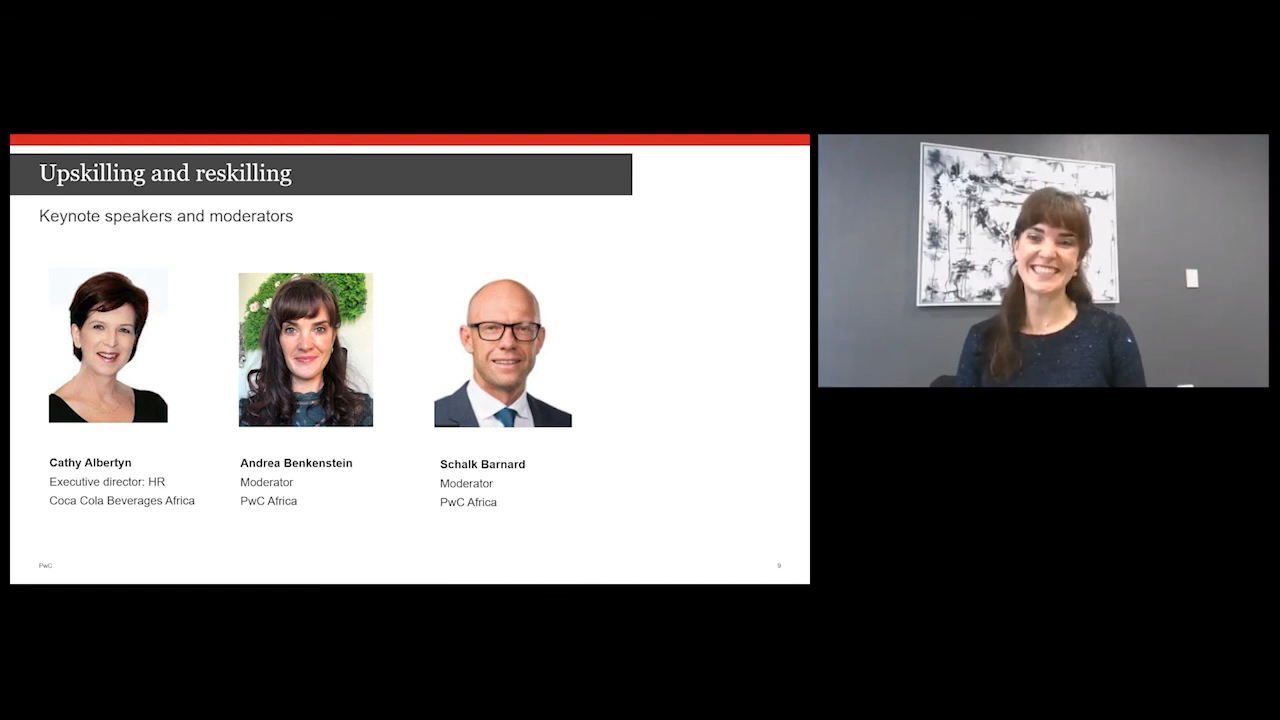 Upskilling and reskilling
Keynote speakers and moderators
Cathy Albertyn
Executive director: HR
Coca Cola Beverages Africa
Andrea Benkenstein
Moderator
PwC Africa
Schalk Barnard
Moderator
PwC Africa
PwC
9